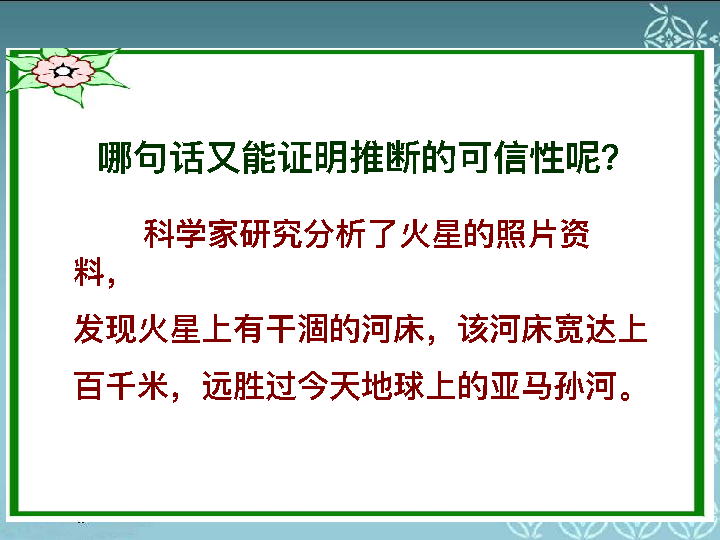 哪句话又能证明推断的可信性呢？
科学家研究分析了火星的照片资
料，
发现火星上有干涸的河床，该河床宽达上
百千米，远胜过今天地球上的亚马孙河。